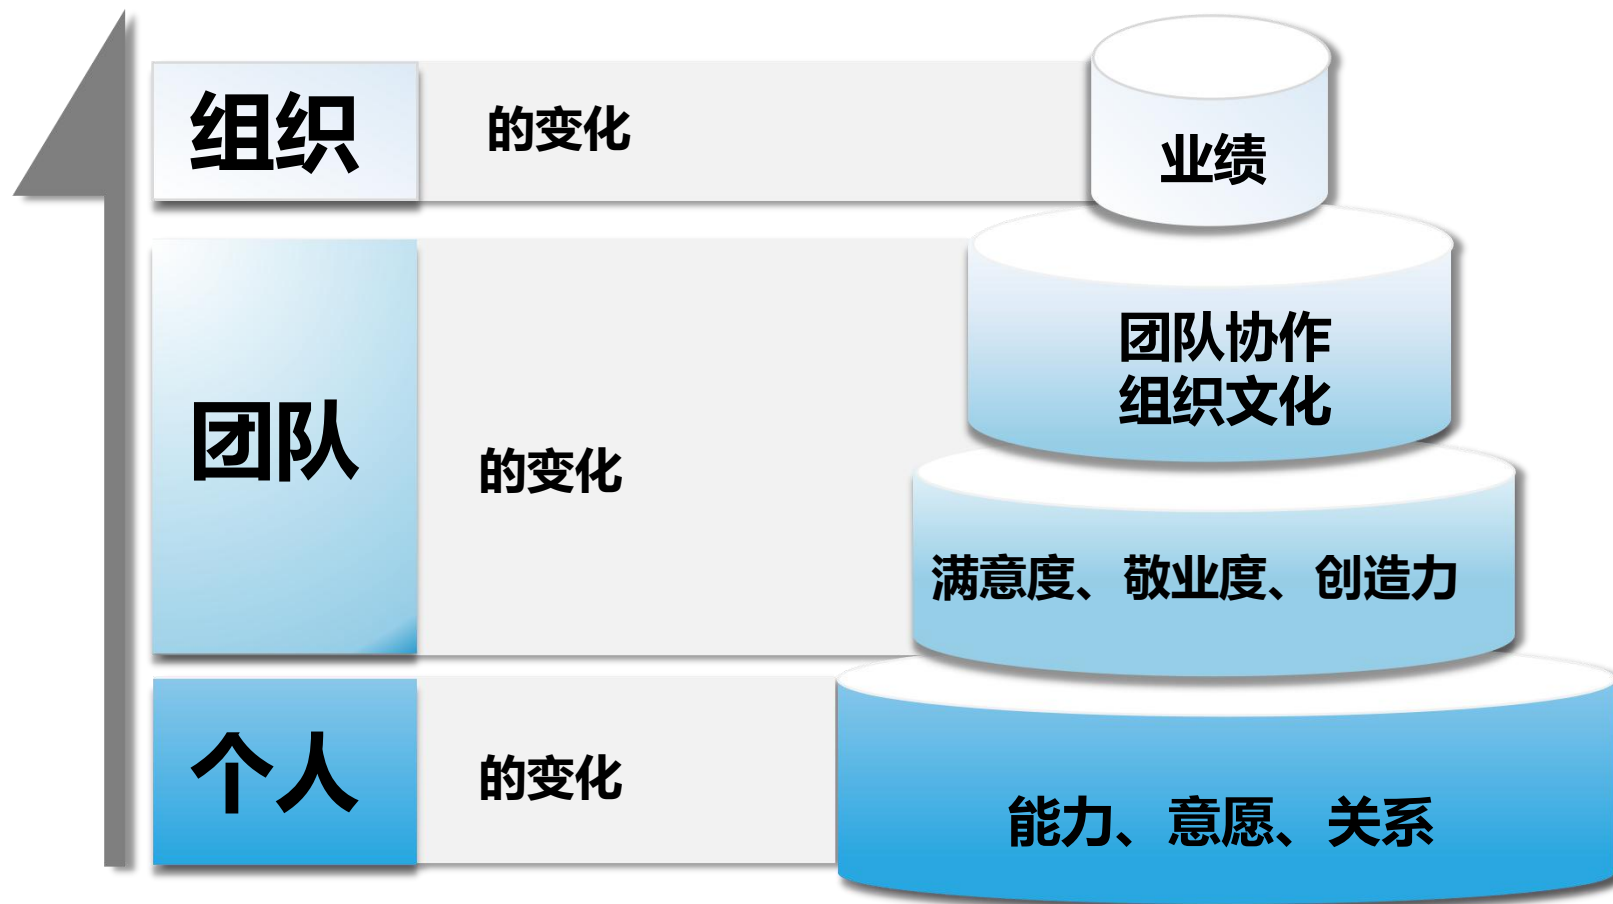 组织
的变化
业绩
团队协作
组织文化
团队
的变化
满意度、敬业度、创造力
个人
的变化
能力、意愿、关系